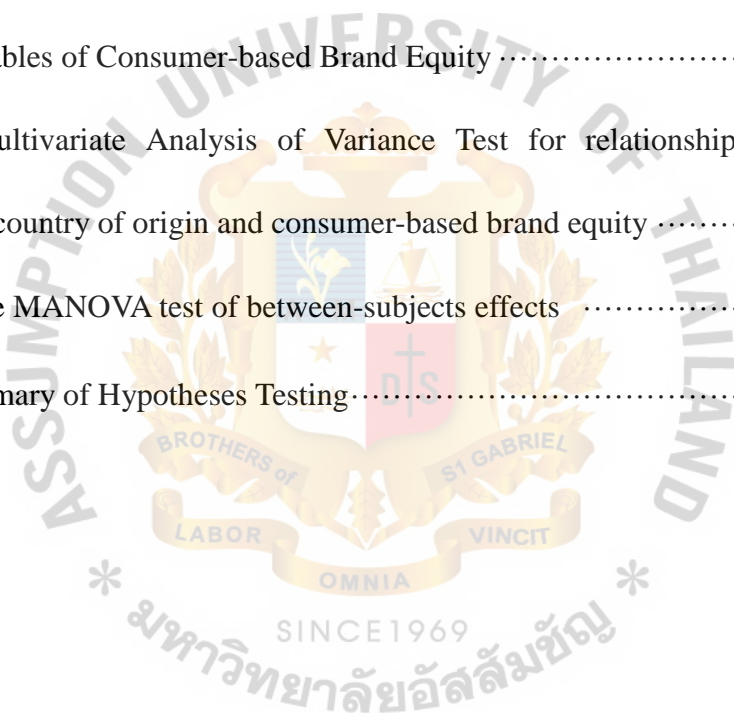 ables of Consumer-based Brand Equity ........................
ultivariate Analysis of Variance Test for relationship
country of origin and consumer-based brand equity ........
e MANOVA test of between-subjects effects ................
mary of Hypotheses Testing....................................
ASSUMPTION UNIVERSITY OF THAILAND
D S
BROTHERS of ST GABRIEL
LABOR VINCIT
OMNIA
* SINCE1969 *
มหาวิทยาลัยอัสสัมชัญ